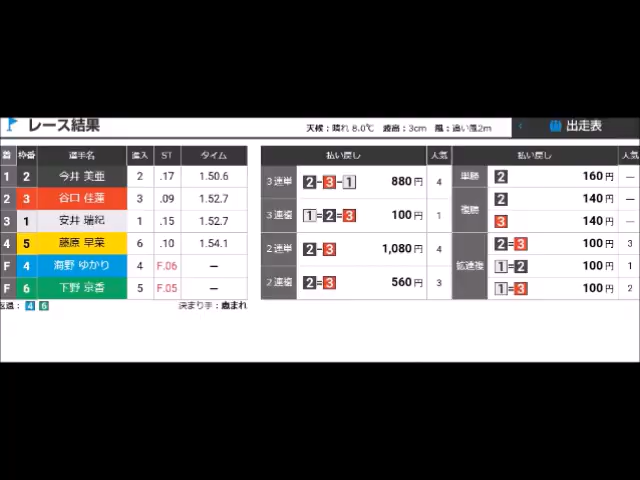 レース結果
天候：晴れ 8.0℃ 波高：3cm 風：追い風2m
出走表
着 枠番 選手名 進入 ST タイム
1 2 今井 美亜 2 .17 1.50.6
2 3 谷口 佳蓮 3 .09 1.52.7
3 1 安井 瑞紀 1 .15 1.52.7
4 5 藤原 早菜 6 .10 1.54.1
F 4 海野 ゆかり 4 F.06 —
F 6 下野 京香 5 F.05 —
返還： 4 6 決まり手：恵まれ
払い戻し 人気
3連単 2-3-1 880円 4
3連複 1=2=3 100円 1
2連単 2-3 1,080円 4
2連複 2=3 560円 3
払い戻し 人気
単勝 2 160円 —
複勝 2 140円 —
3 140円 —
拡連複 2=3 100円 3
1=2 100円 1
1=3 100円 2